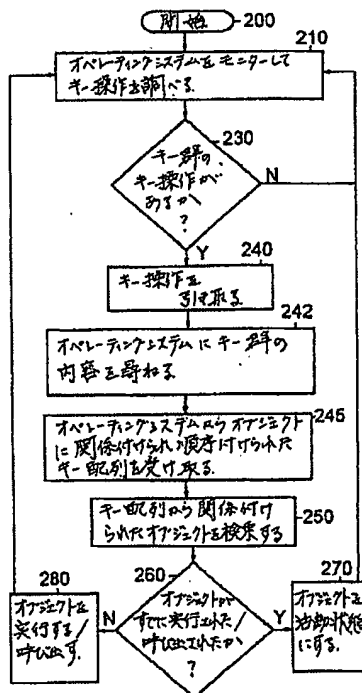 開始
200
210
オペレーティングシステムをモニターして
キー操作を調べる.
230
キー群の,
キー操作が
あるか
?
N
Y
240
キー操作を
引き取る.
242
オペレーティングシステムにキー群の
内容を尋ねる.
245
オペレーティングシステムからオブジェクト
に関係付けられ順序付けられた
キー配列を受け取る.
250
キー配列から関係付け
られたオブジェクトを検索する
260
オブジェクトが
すでに実行された/
呼び出されたか
?
280
N
Y
270
オブジェクトを
実行する/
呼び出す.
オブジェクトを
活動状態
にする.